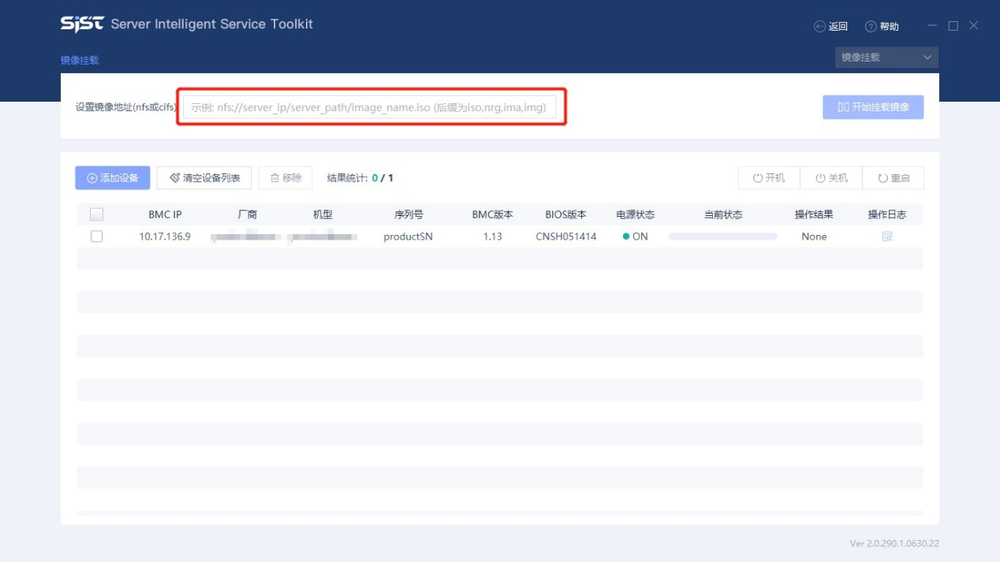 SIST Server Intelligent Service Toolkit
返回 帮助
镜像挂载 镜像挂载
设置镜像地址(nfs或cifs) 示例: nfs://server_ip/server_path/image_name.iso (后缀为iso,nrg,ima,img) 开始挂载镜像
添加设备 清空设备列表 移除 结果统计: 0 / 1 开机 关机 重启
BMC IP 厂商 机型 序列号 BMC版本 BIOS版本 电源状态 当前状态 操作结果 操作日志
10.17.136.9 productSN 1.13 CNSH051414 ON None
Ver 2.0.290.1.0630.22